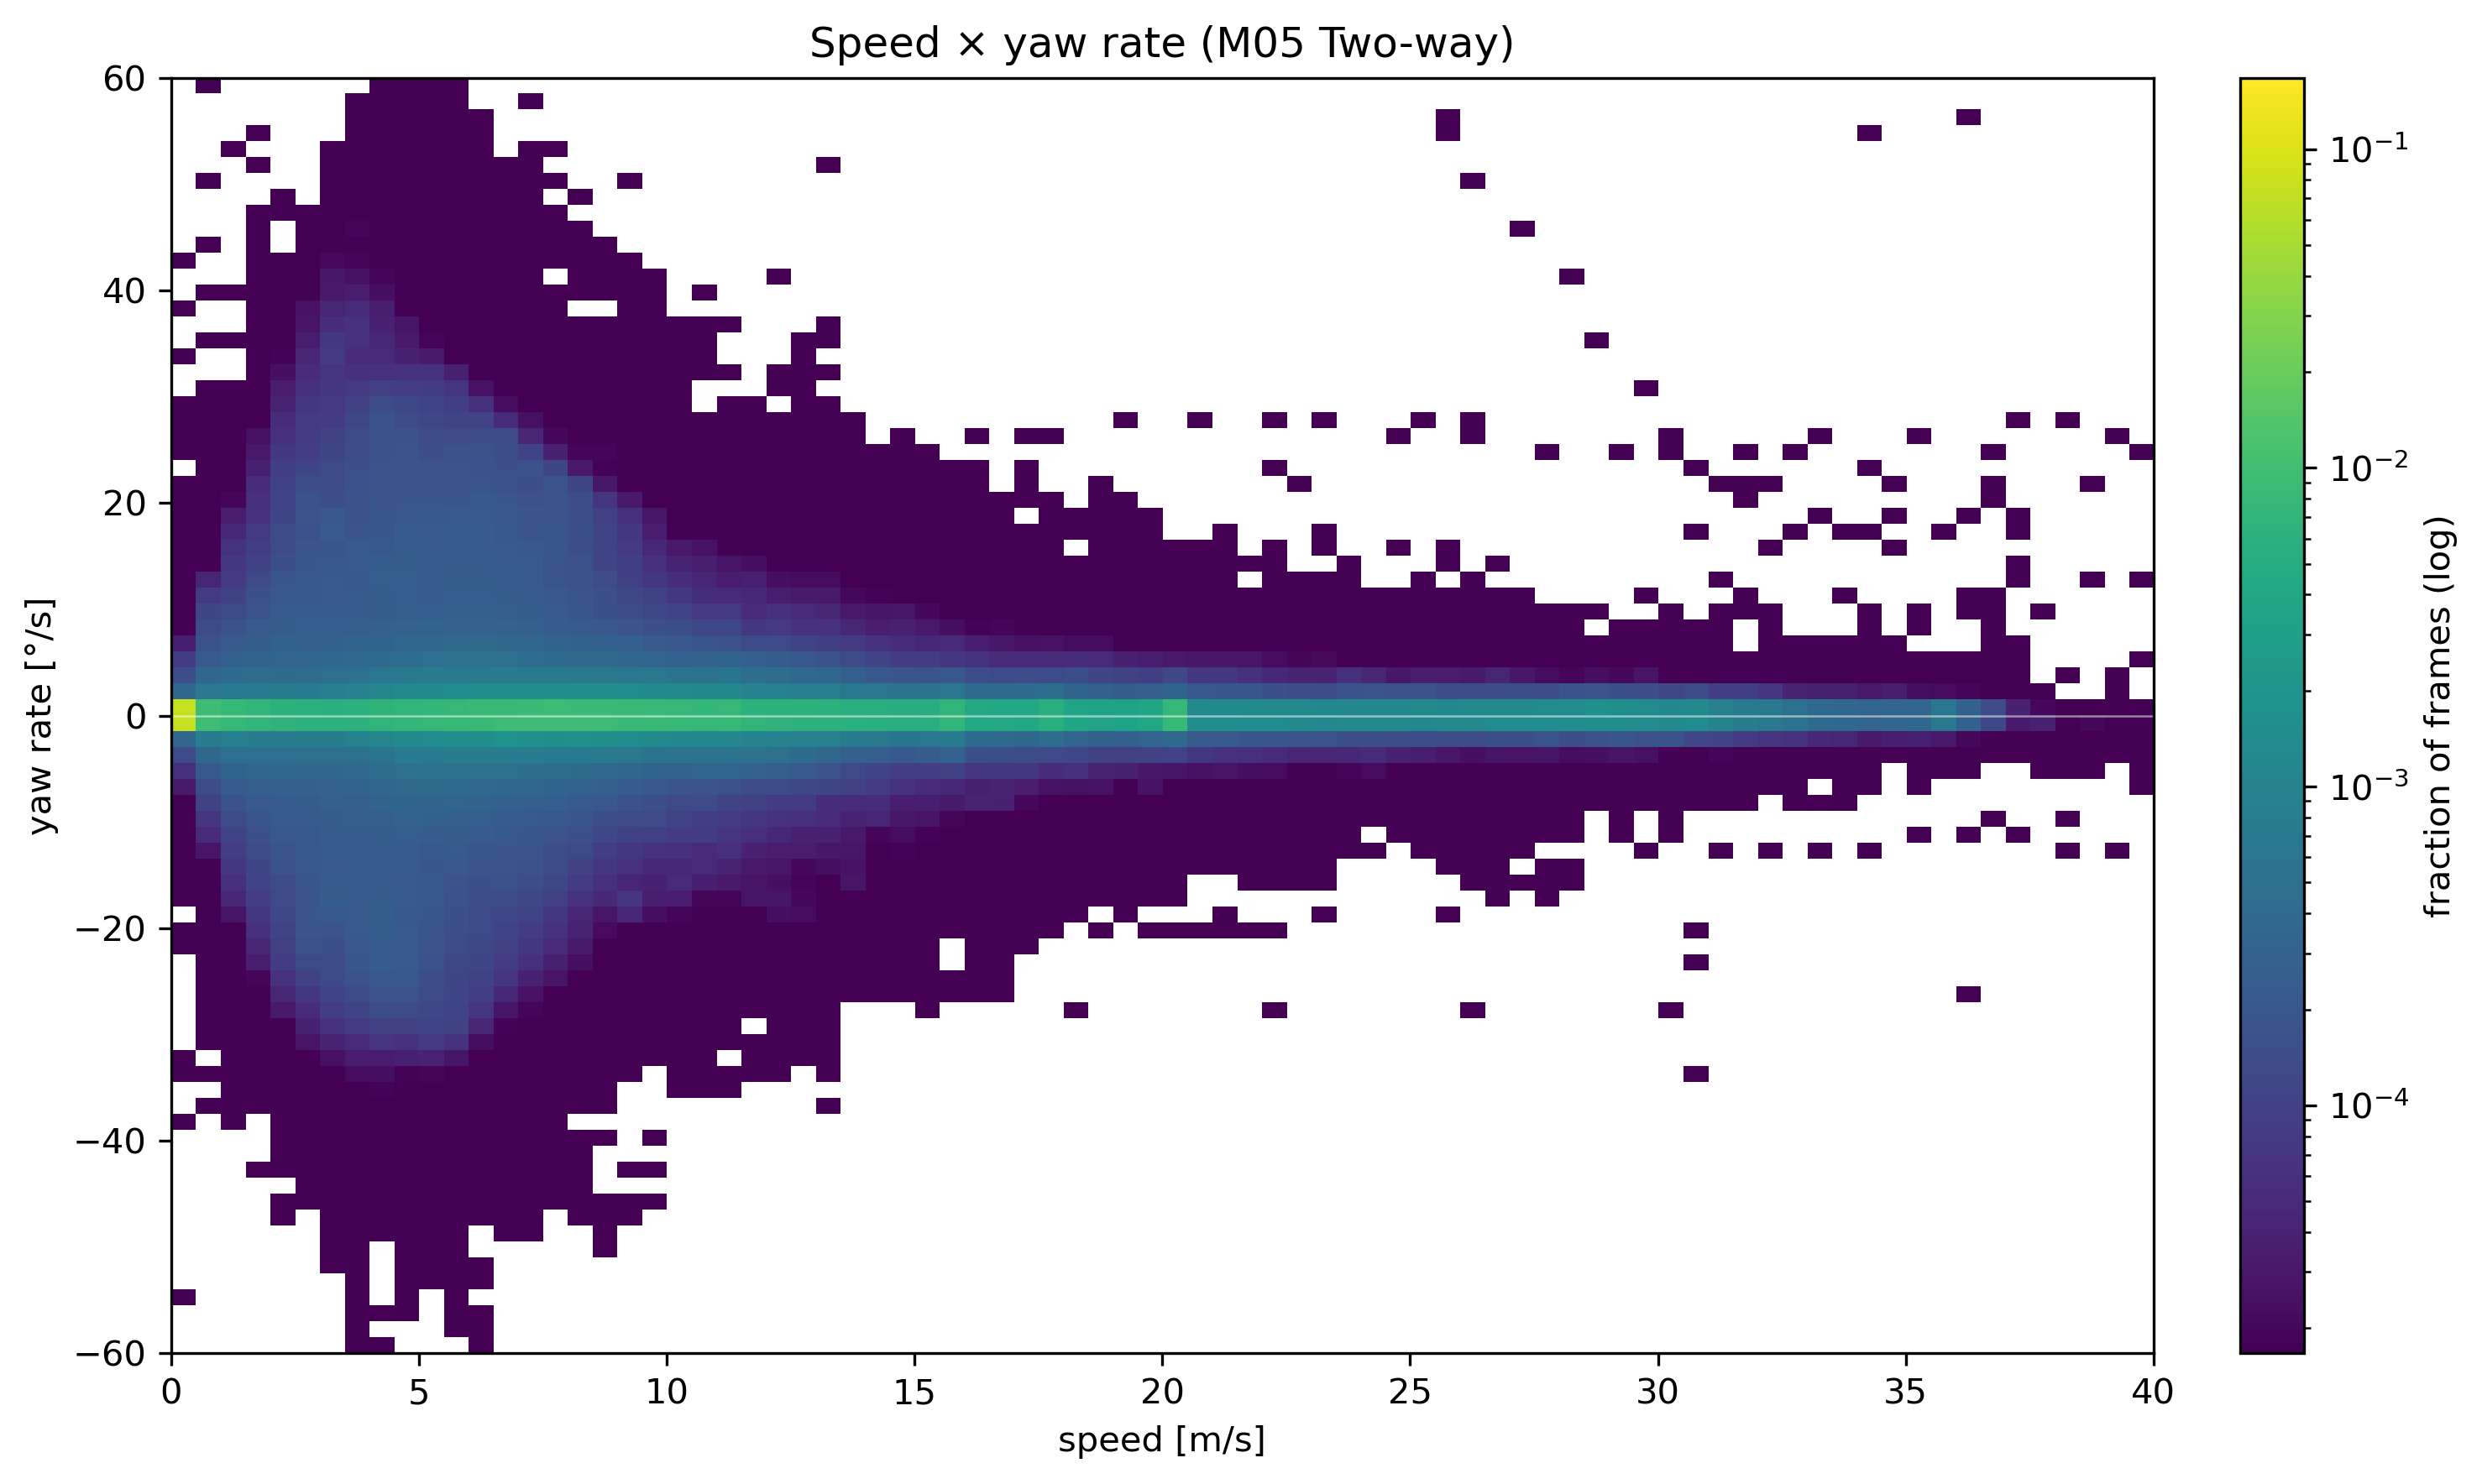 Speed × yaw rate (M05 Two-way)
yaw rate [°/s]
60
40
20
0
−20
−40
−60
0 5 10 15 20 25 30 35 40
speed [m/s]
10⁻¹
10⁻²
10⁻³
10⁻⁴
fraction of frames (log)